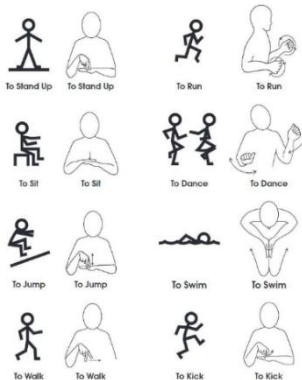 To Stand Up To Stand Up To Run To Run
To Sit To Sit To Dance To Dance
To Jump To Jump To Swim To Swim
To Walk To Walk To Kick To Kick